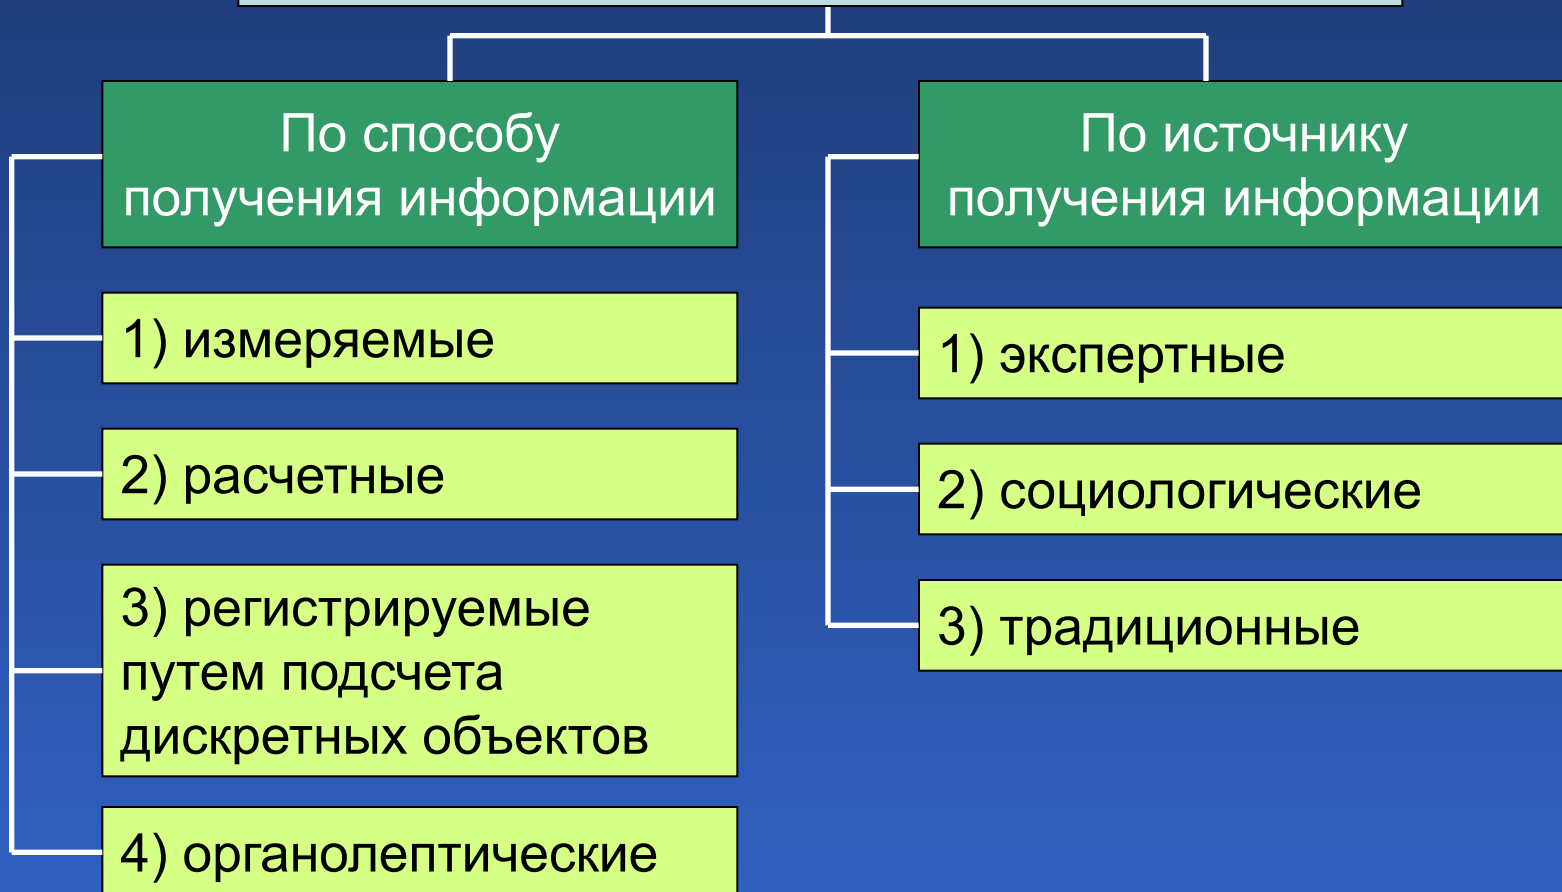 По способу
получения информации
1) измеряемые
2) расчетные
3) регистрируемые
путем подсчета
дискретных объектов
4) органолептические
По источнику
получения информации
1) экспертные
2) социологические
3) традиционные